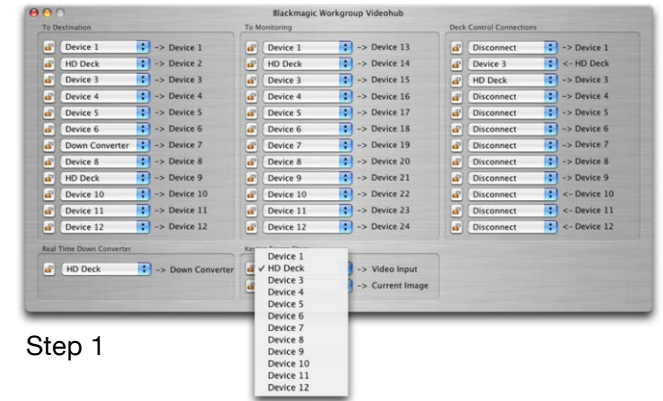 Blackmagic Workgroup Videohub
To Destination
Device 1 -> Device 1
HD Deck -> Device 2
Device 3 -> Device 3
Device 4 -> Device 4
Device 5 -> Device 5
Device 6 -> Device 6
Down Converter -> Device 7
Device 8 -> Device 8
HD Deck -> Device 9
Device 10 -> Device 10
Device 11 -> Device 11
Device 12 -> Device 12
To Monitoring
Device 1 -> Device 13
HD Deck -> Device 14
Device 3 -> Device 15
Device 4 -> Device 16
Device 5 -> Device 17
Device 6 -> Device 18
Device 7 -> Device 19
Device 8 -> Device 20
Device 9 -> Device 21
Device 10 -> Device 22
Device 11 -> Device 23
Device 12 -> Device 24
Deck Control Connections
Disconnect -> Device 1
Device 3 <- HD Deck
HD Deck -> Device 3
Disconnect <- Device 4
Disconnect -> Device 5
Disconnect -> Device 6
Disconnect -> Device 7
Disconnect -> Device 8
Disconnect -> Device 9
Disconnect <- Device 10
Disconnect <- Device 11
Disconnect <- Device 12
Real Time Down Converter
HD Deck -> Down Converter
-> Video Input
-> Current Image
Device 1
✓ HD Deck
Device 3
Device 4
Device 5
Device 6
Device 7
Device 8
Device 9
Device 10
Device 11
Device 12
Step 1